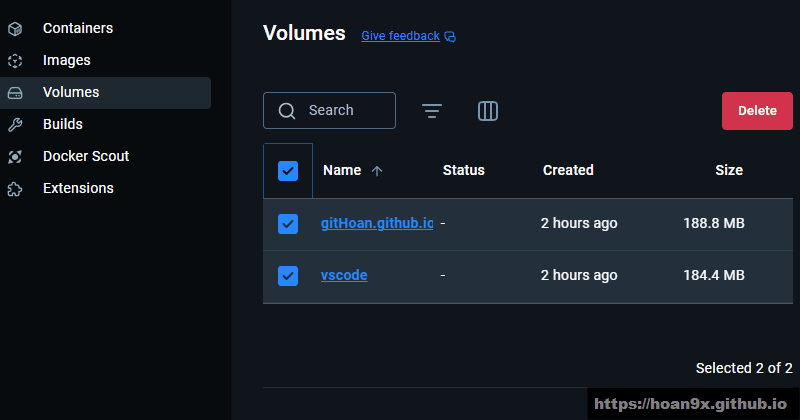 Containers
Images
Volumes
Builds
Docker Scout
Extensions
Volumes Give feedback
Search
Delete
Name Status Created Size
gitHoan.github.io - 2 hours ago 188.8 MB
vscode - 2 hours ago 184.4 MB
Selected 2 of 2
https://hoan9x.github.io